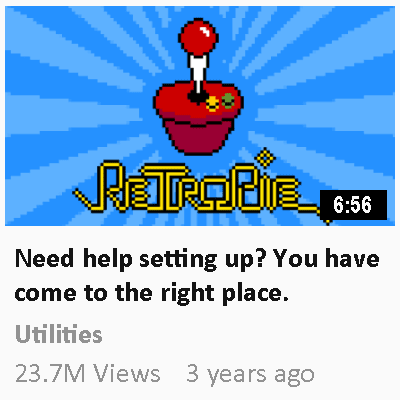 RetroPie
6:56
Need help setting up? You have
come to the right place.
Utilities
23.7M Views 3 years ago